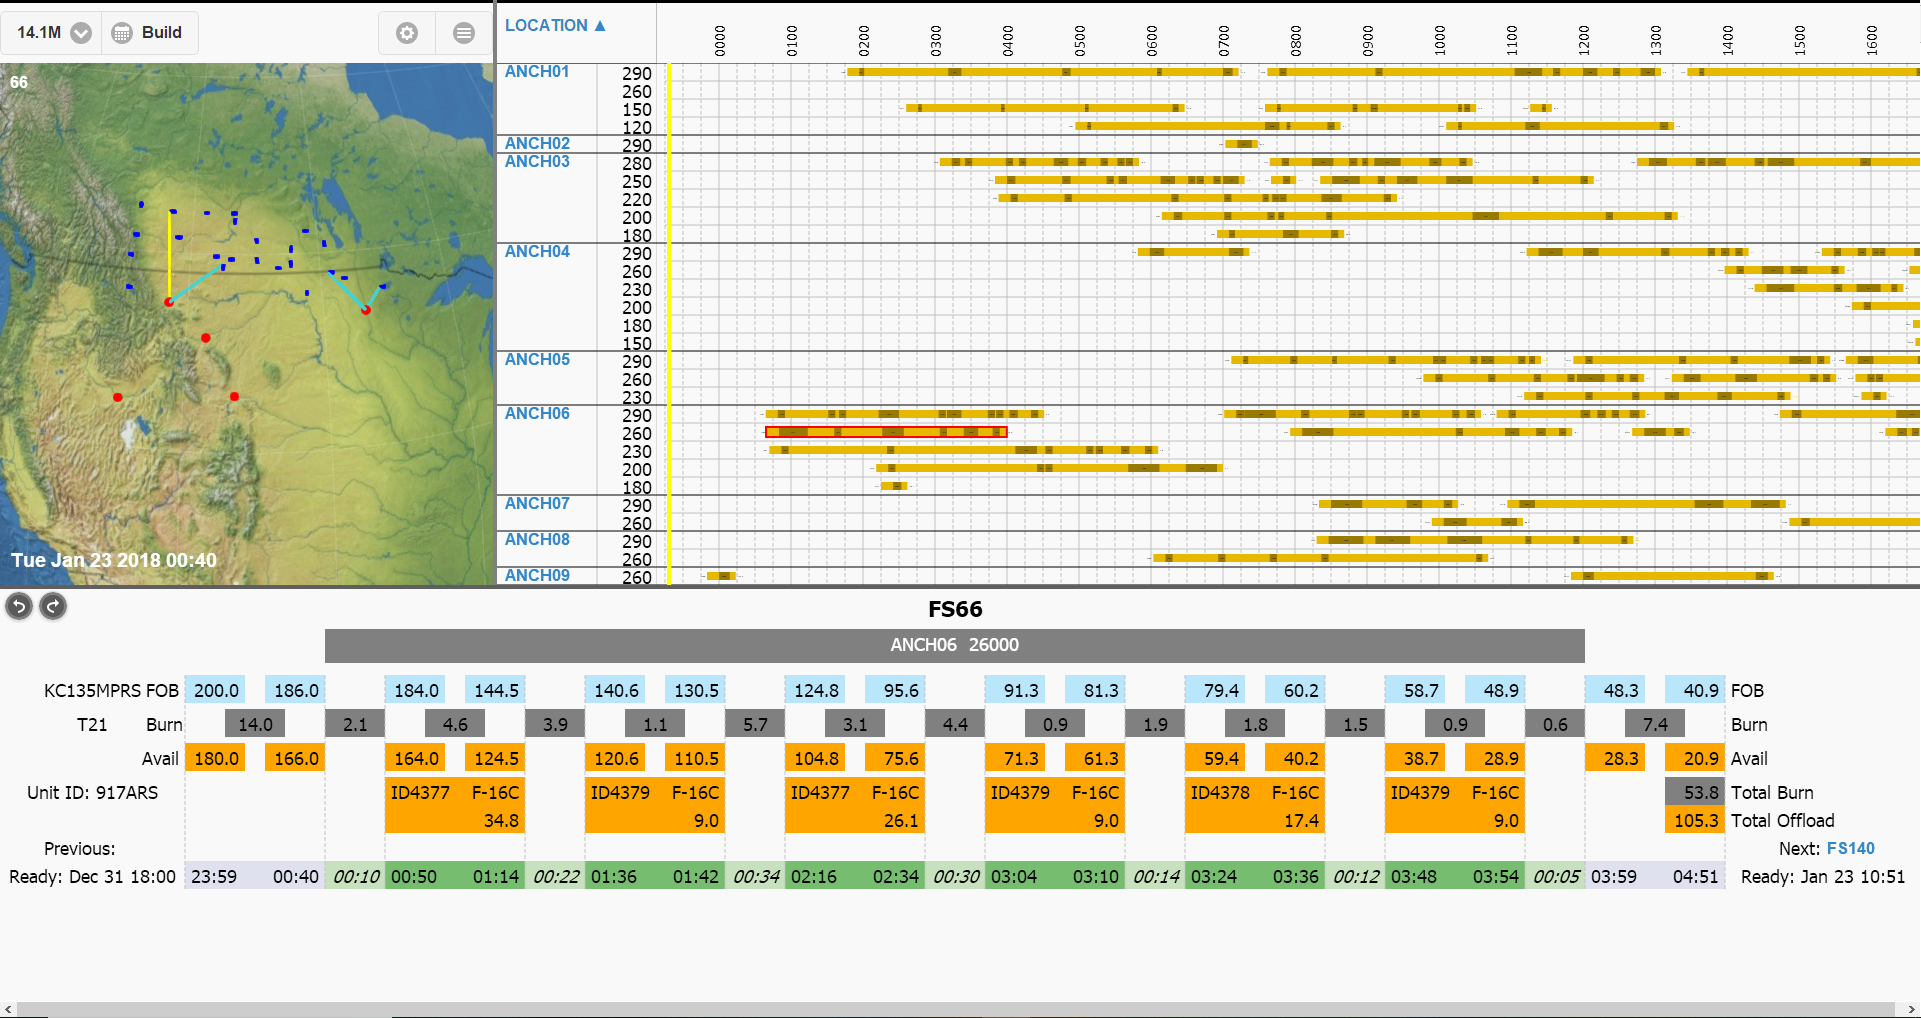 14.1M Build
66
Tue Jan 23 2018 00:40
LOCATION ▲ 0000 0100 0200 0300 0400 0500 0600 0700 0800 0900 1000 1100 1200 1300 1400 1500 1600
ANCH01 290
260
150
120
ANCH02 290
ANCH03 280
250
220
200
180
ANCH04 290
260
230
200
180
150
ANCH05 290
260
230
ANCH06 290
260
230
200
180
ANCH07 290
260
ANCH08 290
260
ANCH09 260
FS66
ANCH06 26000
KC135MPRS FOB 200.0 186.0 184.0 144.5 140.6 130.5 124.8 95.6 91.3 81.3 79.4 60.2 58.7 48.9 48.3 40.9 FOB
T21 Burn 14.0 2.1 4.6 3.9 1.1 5.7 3.1 4.4 0.9 1.9 1.8 1.5 0.9 0.6 7.4 Burn
Avail 180.0 166.0 164.0 124.5 120.6 110.5 104.8 75.6 71.3 61.3 59.4 40.2 38.7 28.9 28.3 20.9 Avail
Unit ID: 917ARS ID4377 F-16C ID4379 F-16C ID4377 F-16C ID4379 F-16C ID4378 F-16C ID4379 F-16C 53.8 Total Burn
34.8 9.0 26.1 9.0 17.4 9.0 105.3 Total Offload
Previous: Next: FS140
Ready: Dec 31 18:00 23:59 00:40 00:10 00:50 01:14 00:22 01:36 01:42 00:34 02:16 02:34 00:30 03:04 03:10 00:14 03:24 03:36 00:12 03:48 03:54 00:05 03:59 04:51 Ready: Jan 23 10:51